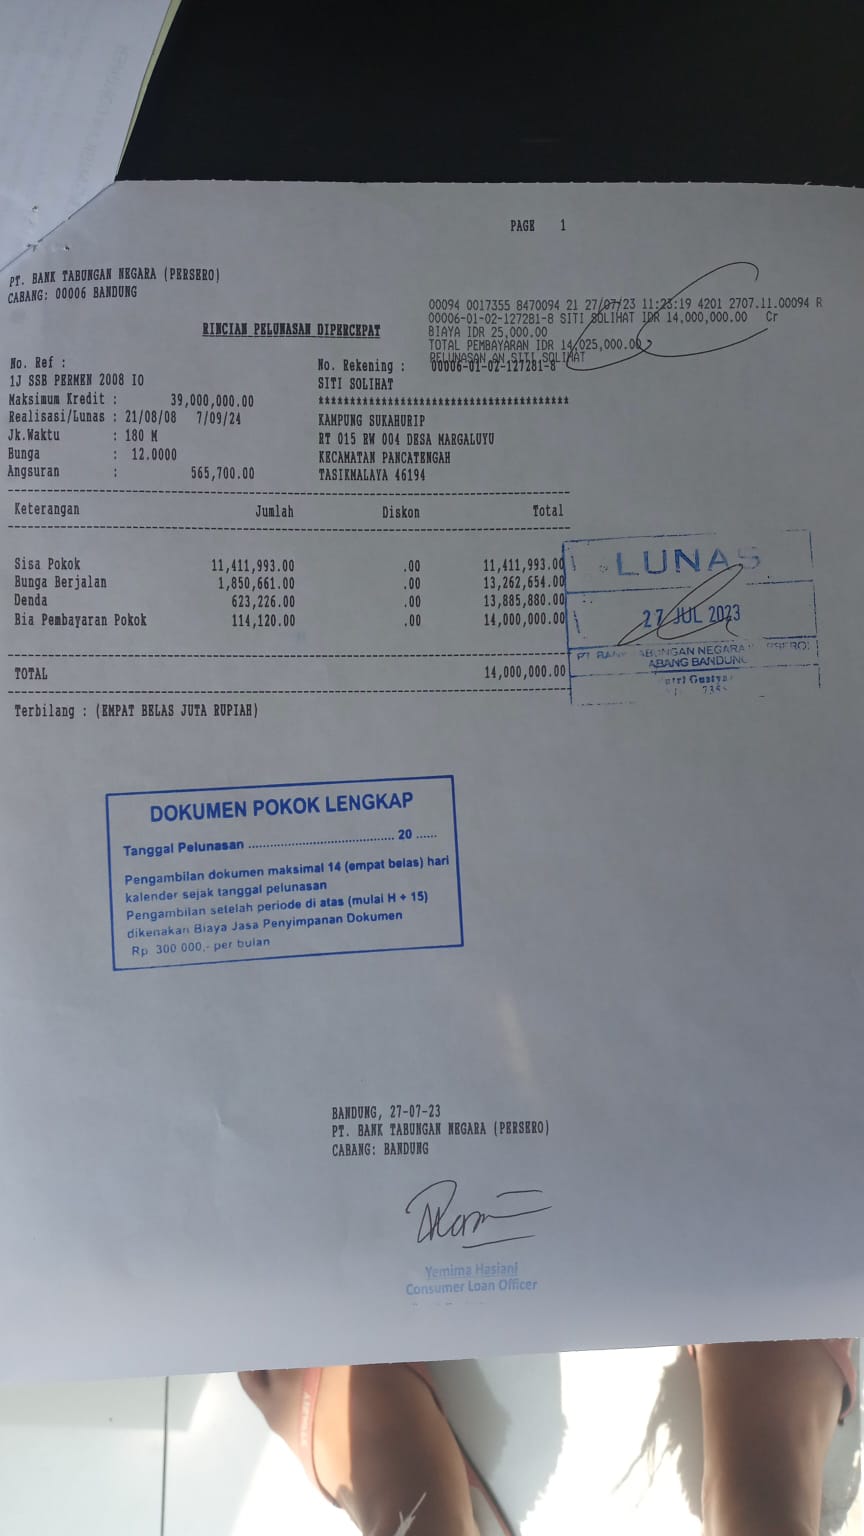 PAGE 1
PT. BANK TABUNGAN NEGARA (PERSERO)
CABANG: 00006 BANDUNG
00094 0017355 8470094 21 27/07/23 11:23:19 4201 2707.11.00094 R
00006-01-02-127281-8 SITI SOLIHAT IDR 14,000,000.00 Cr
BIAYA IDR 25,000.00
TOTAL PEMBAYARAN IDR 14,025,000.00
PELUNASAN AN SITI SOLIHAT
RINCIAN PELUNASAN DIPERCEPAT
No. Ref :
1J SSB PERMEN 2008 IO
Maksimum Kredit : 39,000,000.00
Realisasi/Lunas : 21/08/08 7/09/24
Jk.Waktu : 180 M
Bunga : 12.0000
Angsuran : 565,700.00
No. Rekening : 00006-01-02-127281-8
SITI SOLIHAT
****************************************
KAMPUNG SUKAHURIP
RT 015 RW 004 DESA MARGALUYU
KECAMATAN PANCATENGAH
TASIKMALAYA 46194
Keterangan Jumlah Diskon Total
Sisa Pokok 11,411,993.00 .00 11,411,993.00
Bunga Berjalan 1,850,661.00 .00 13,262,654.00
Denda 623,226.00 .00 13,885,880.00
Bia Pembayaran Pokok 114,120.00 .00 14,000,000.00
TOTAL 14,000,000.00
Terbilang : (EMPAT BELAS JUTA RUPIAH)
LUNAS
27 JUL 2023
PT. BANK TABUNGAN NEGARA
CABANG BANDUNG
DOKUMEN POKOK LENGKAP
Tanggal Pelunasan ........................................ 20 ......
Pengambilan dokumen maksimal 14 (empat belas) hari
kalender sejak tanggal pelunasan
Pengambilan setelah periode di atas (mulai H + 15)
dikenakan Biaya Jasa Penyimpanan Dokumen
Rp 300.000,- per bulan
BANDUNG, 27-07-23
PT. BANK TABUNGAN NEGARA (PERSERO)
CABANG: BANDUNG
Yemima Hasiani
Consumer Loan Officer